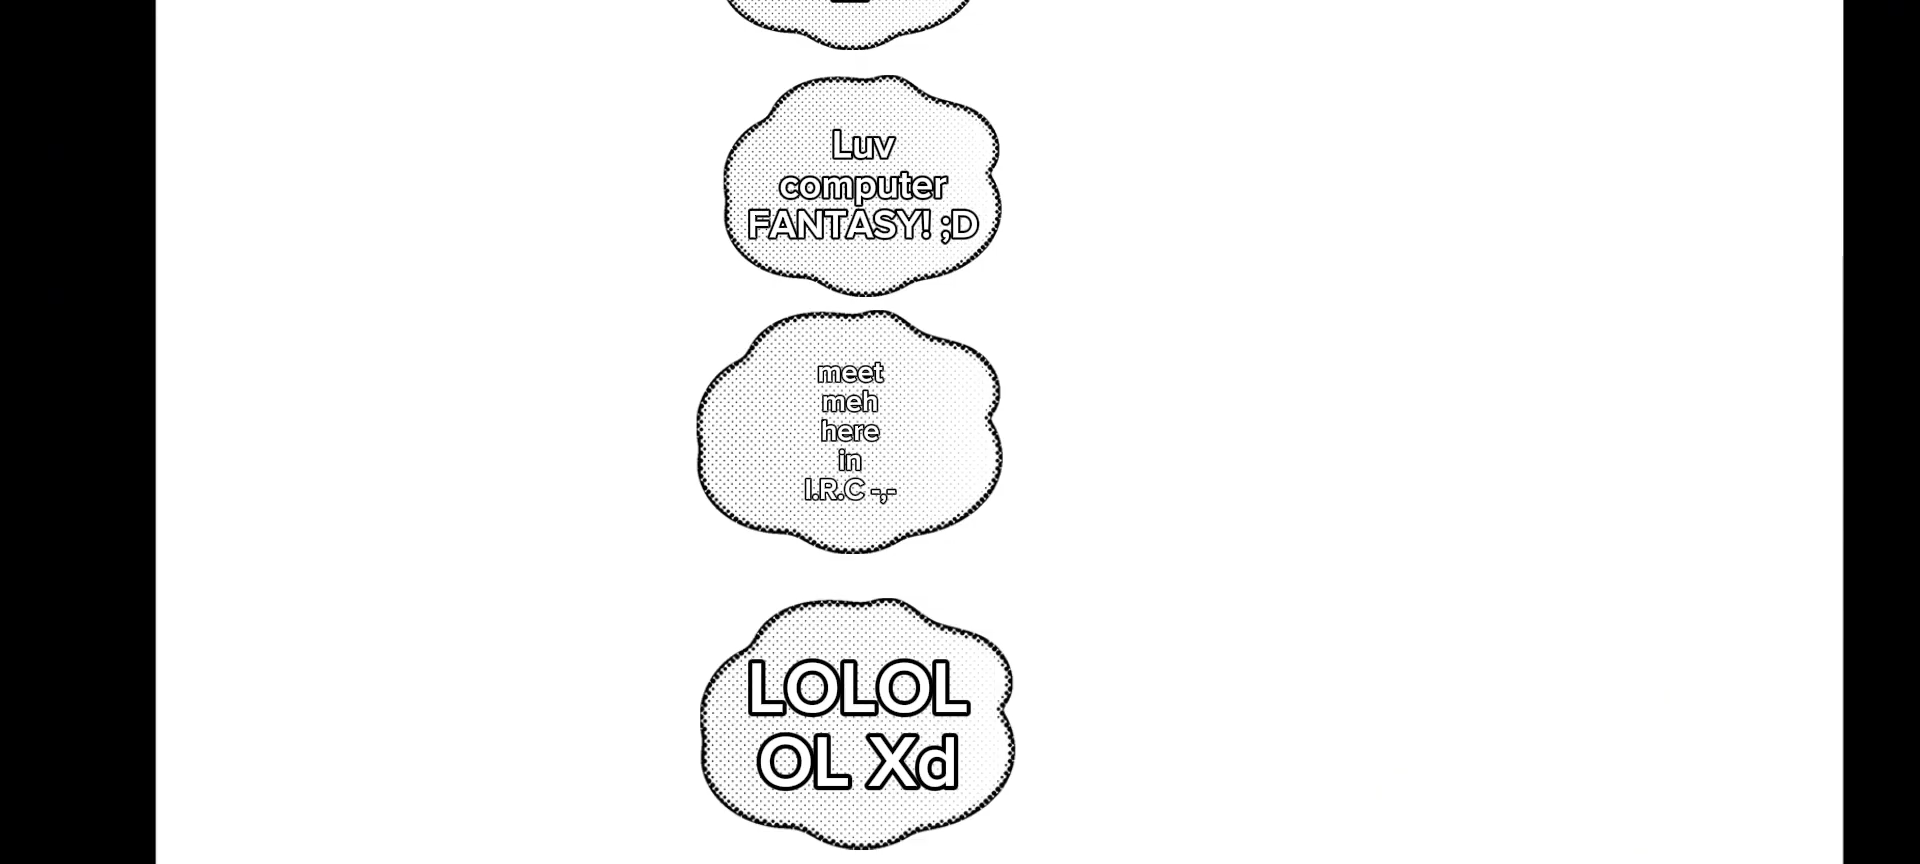 Luv
computer
FANTASY! ;D
meet
meh
here
in
I.R.C -,-
LOLOL
OL Xd